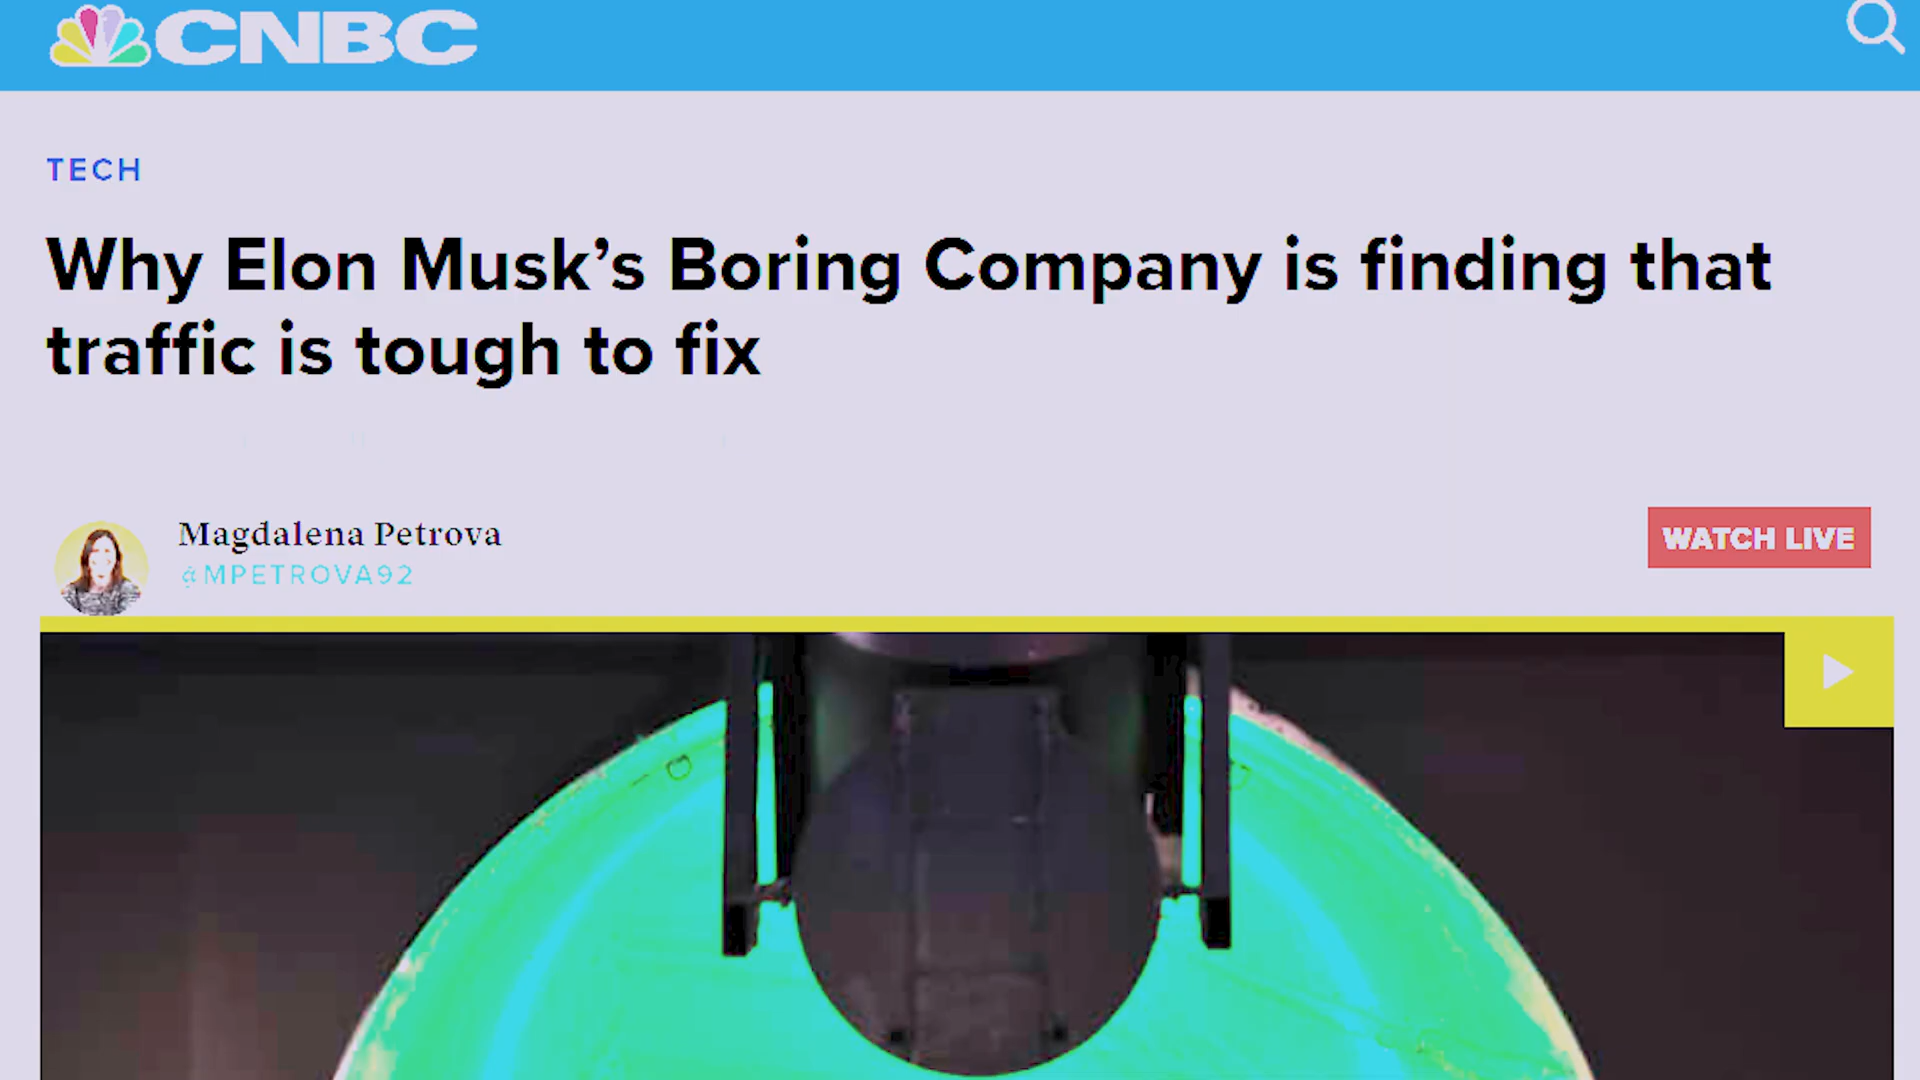 CNBC
TECH
Why Elon Musk’s Boring Company is finding that
traffic is tough to fix
Magdalena Petrova
@MPETROVA92
WATCH LIVE